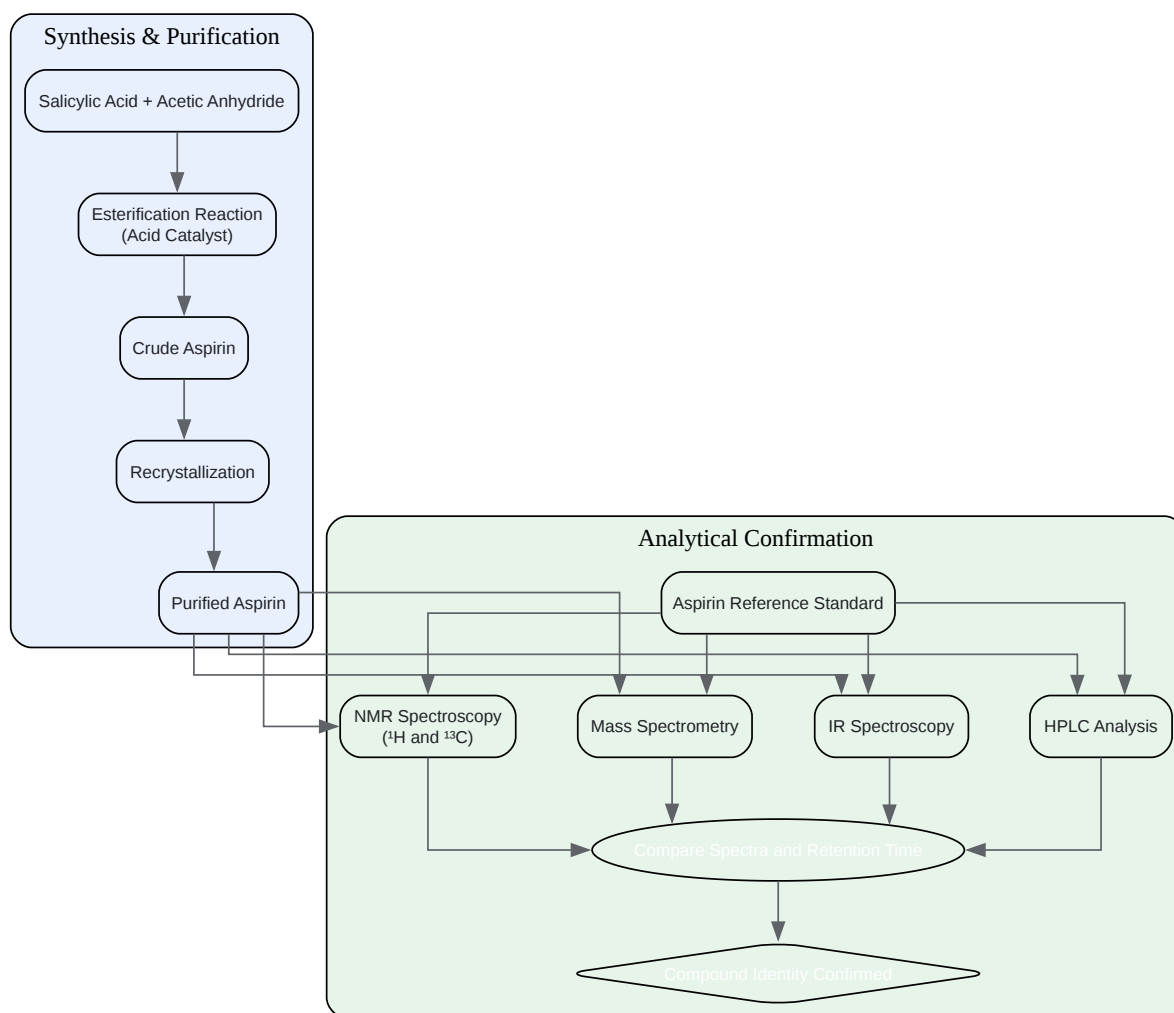 Synthesis & Purification
Salicylic Acid + Acetic Anhydride
Esterification Reaction
(Acid Catalyst)
Crude Aspirin
Recrystallization
Purified Aspirin
Analytical Confirmation
Aspirin Reference Standard
NMR Spectroscopy
(¹H and ¹³C)
Mass Spectrometry
IR Spectroscopy
HPLC Analysis
Compare Spectra and Retention Time
Compound Identity Confirmed